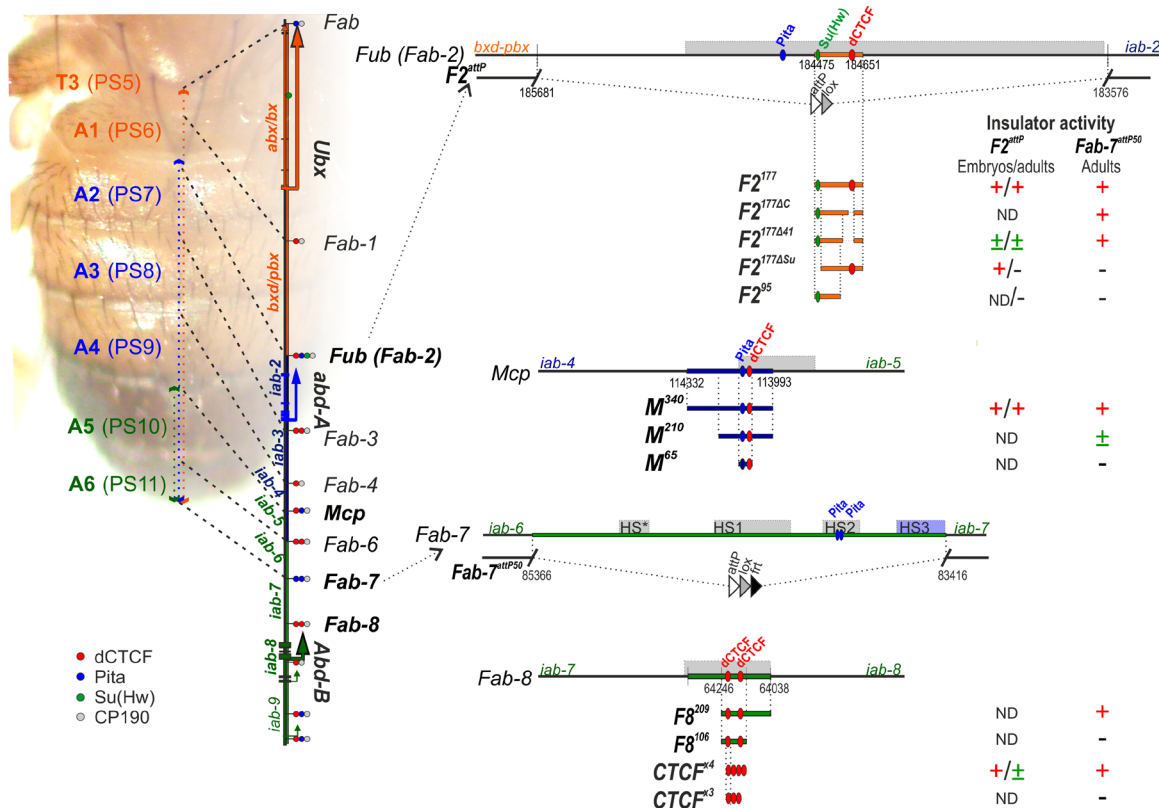 Fab
T3 (PS5)
A1 (PS6)
A2 (PS7)
A3 (PS8)
A4 (PS9)
A5 (PS10)
A6 (PS11)
abx/bx
Ubx
Fab-1
bxd/pbx
Fub (Fab-2)
iab-2
abd-A
iab-3
Fab-3
iab-4
Fab-4
iab-5
Mcp
iab-6
Fab-6
iab-7
Fab-7
Fab-8
iab-8
Abd-B
iab-9
dCTCF
Pita
Su(Hw)
CP190
Pita
Su(Hw)
dCTCF
Fub (Fab-2)
bxd-pbx
iab-2
184475
184651
F2attP
185681
attP
lox
183576
Insulator activity
F2attP
Fab-7attP50
Embryos/adults
Adults
F2177 +/+ +
F2177ΔC ND +
F2177Δ41 ±/± +
F2177ΔSu +/- -
F295 ND/- -
Pita
dCTCF
Mcp
iab-4
iab-5
114332
113993
M340 +/+ +
M210 ND ±
M65 ND -
Pita
Pita
Fab-7
iab-6
HS*
HS1
HS2
HS3
iab-7
Fab-7attP50
85366
attP
lox
frt
83416
dCTCF
dCTCF
Fab-8
iab-7
iab-8
64246
64038
F8209 ND +
F8106 ND -
CTCFx4 +/± +
CTCFx3 ND -